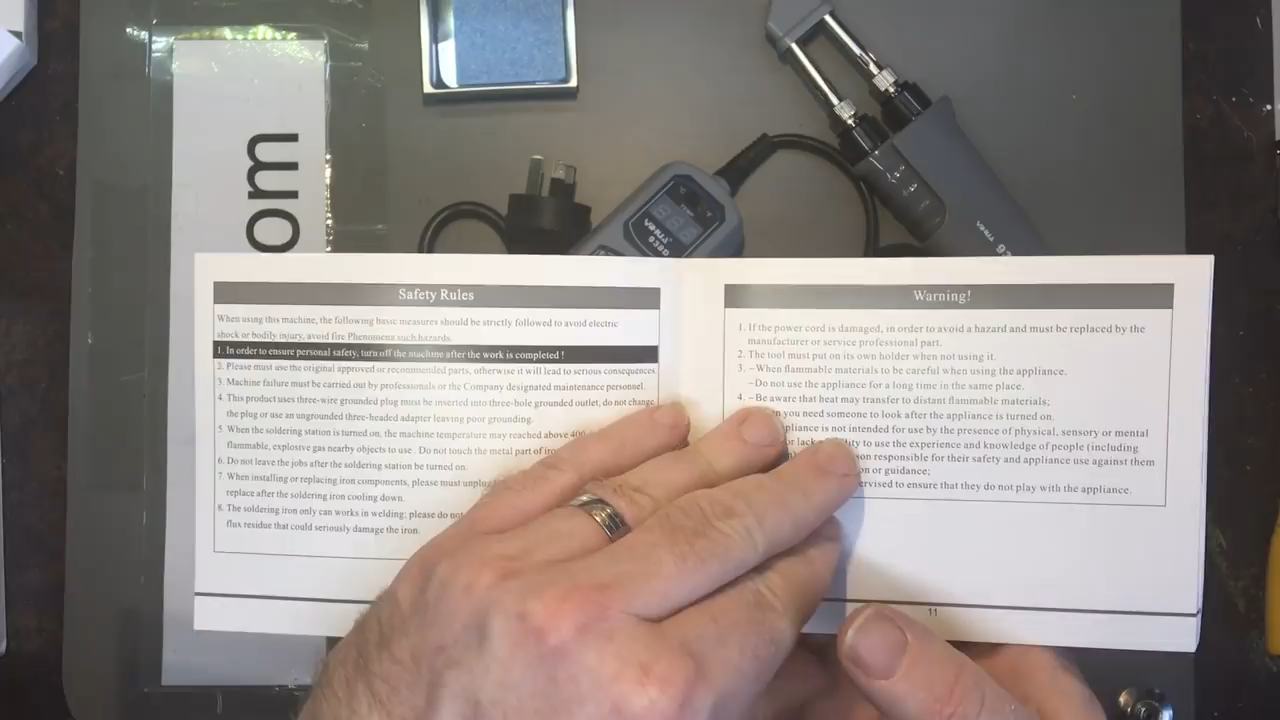 om
YIHUA
938D
YIHUA
Safety Rules
When using this machine, the following basic measures should be strictly followed to avoid electric
shock or bodily injury, avoid fire Phenomena such hazards.
1. In order to ensure personal safety, turn off the machine after the work is completed !
2. Please must use the original approved or recommended parts, otherwise it will lead to serious consequences.
3. Machine failure must be carried out by professionals or the Company designated maintenance personnel.
4. This product uses three-wire grounded plug must be inserted into three-hole grounded outlet, do not change
the plug or use an ungrounded three-headed adapter leaving poor grounding.
5. When the soldering station is turned on, the machine temperature may reached above 400
flammable, explosive gas nearby objects to use. Do not touch the metal part of
6. Do not leave the jobs after the soldering station be turned on.
7. When installing or replacing iron components, please must
replace after the soldering iron cooling down.
8. The soldering iron only can works in welding; please do not
flux residue that could seriously damage the iron.
Warning!
1. If the power cord is damaged, in order to avoid a hazard and must be replaced by the
manufacturer or service professional part.
2. The tool must put on its own holder when not using it.
3. -When flammable materials to be careful when using the appliance.
-Do not use the appliance for a long time in the same place.
4. -Be aware that heat may transfer to distant flammable materials;
you need someone to look after the appliance is turned on.
is not intended for use by the presence of physical, sensory or mental
or lack to use the experience and knowledge of people (including
responsible for their safety and appliance use against them
or guidance;
to ensure that they do not play with the appliance.
11